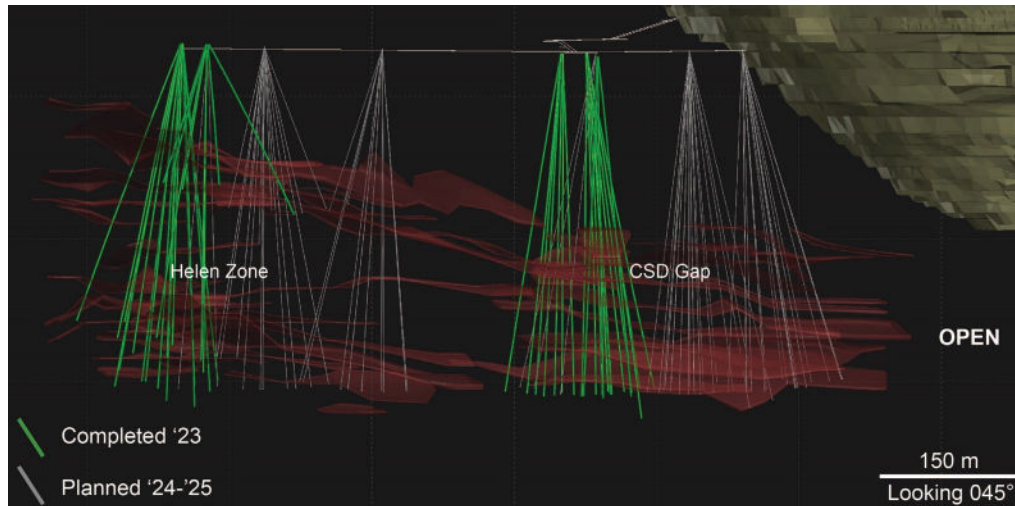 Helen Zone
CSD Gap
OPEN
Completed ‘23
Planned ‘24-’25
150 m
Looking 045°